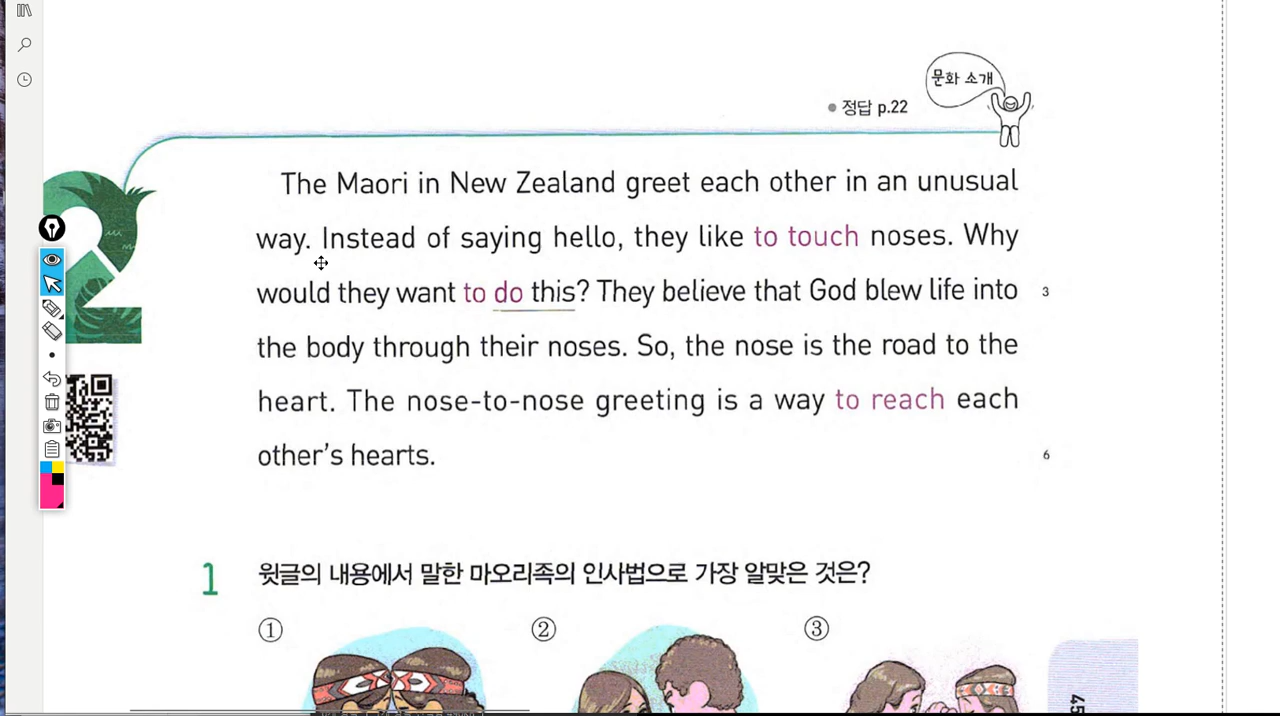 문화 소개
정답 p.22
2
The Maori in New Zealand greet each other in an unusual
way. Instead of saying hello, they like to touch noses. Why
would they want to do this? They believe that God blew life into
3
the body through their noses. So, the nose is the road to the
heart. The nose-to-nose greeting is a way to reach each
other's hearts.
6
1 윗글의 내용에서 말한 마오리족의 인사법으로 가장 알맞은 것은?
① ② ③
45